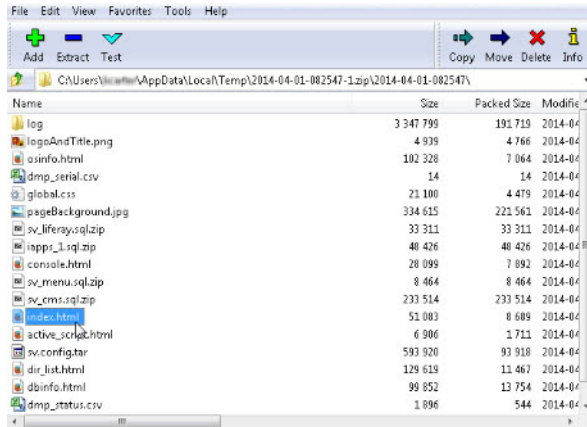 File Edit View Favorites Tools Help
Add Extract Test Copy Move Delete Info
C:\Users\ \AppData\Local\Temp\2014-04-01-082547-1.zip\2014-04-01-082547\
Name Size Packed Size Modifie
log 3 347 799 191 719 2014-04
logoAndTitle.png 4 939 4 766 2014-04
osinfo.html 102 328 7 064 2014-04
dmp_serial.csv 14 14 2014-04
global.css 21 100 4 479 2014-04
pageBackground.jpg 334 615 221 561 2014-04
sv_liferay.sql.zip 33 311 33 311 2014-04
iapps_1.sql.zip 48 426 48 426 2014-04
console.html 28 099 7 892 2014-04
sv_menu.sql.zip 8 464 8 464 2014-04
sv_cms.sql.zip 233 514 233 514 2014-04
index.html 51 083 8 689 2014-04
active_script.html 6 906 1 711 2014-04
sv.config.tar 593 920 93 918 2014-04
dir_list.html 129 619 11 467 2014-04
dbinfo.html 99 852 13 754 2014-04
dmp_status.csv 1 896 544 2014-04